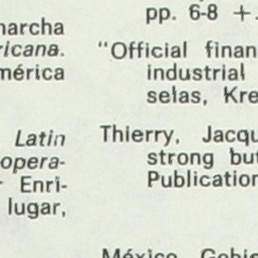 marcha
ricana.
mérica
Latin
opera-
Enri-
lugar,
pp. 6-8 +.
"Official finan
industrial
selas, Kre
Thierry, Jacqu
strong but
Publication
México. Gobie